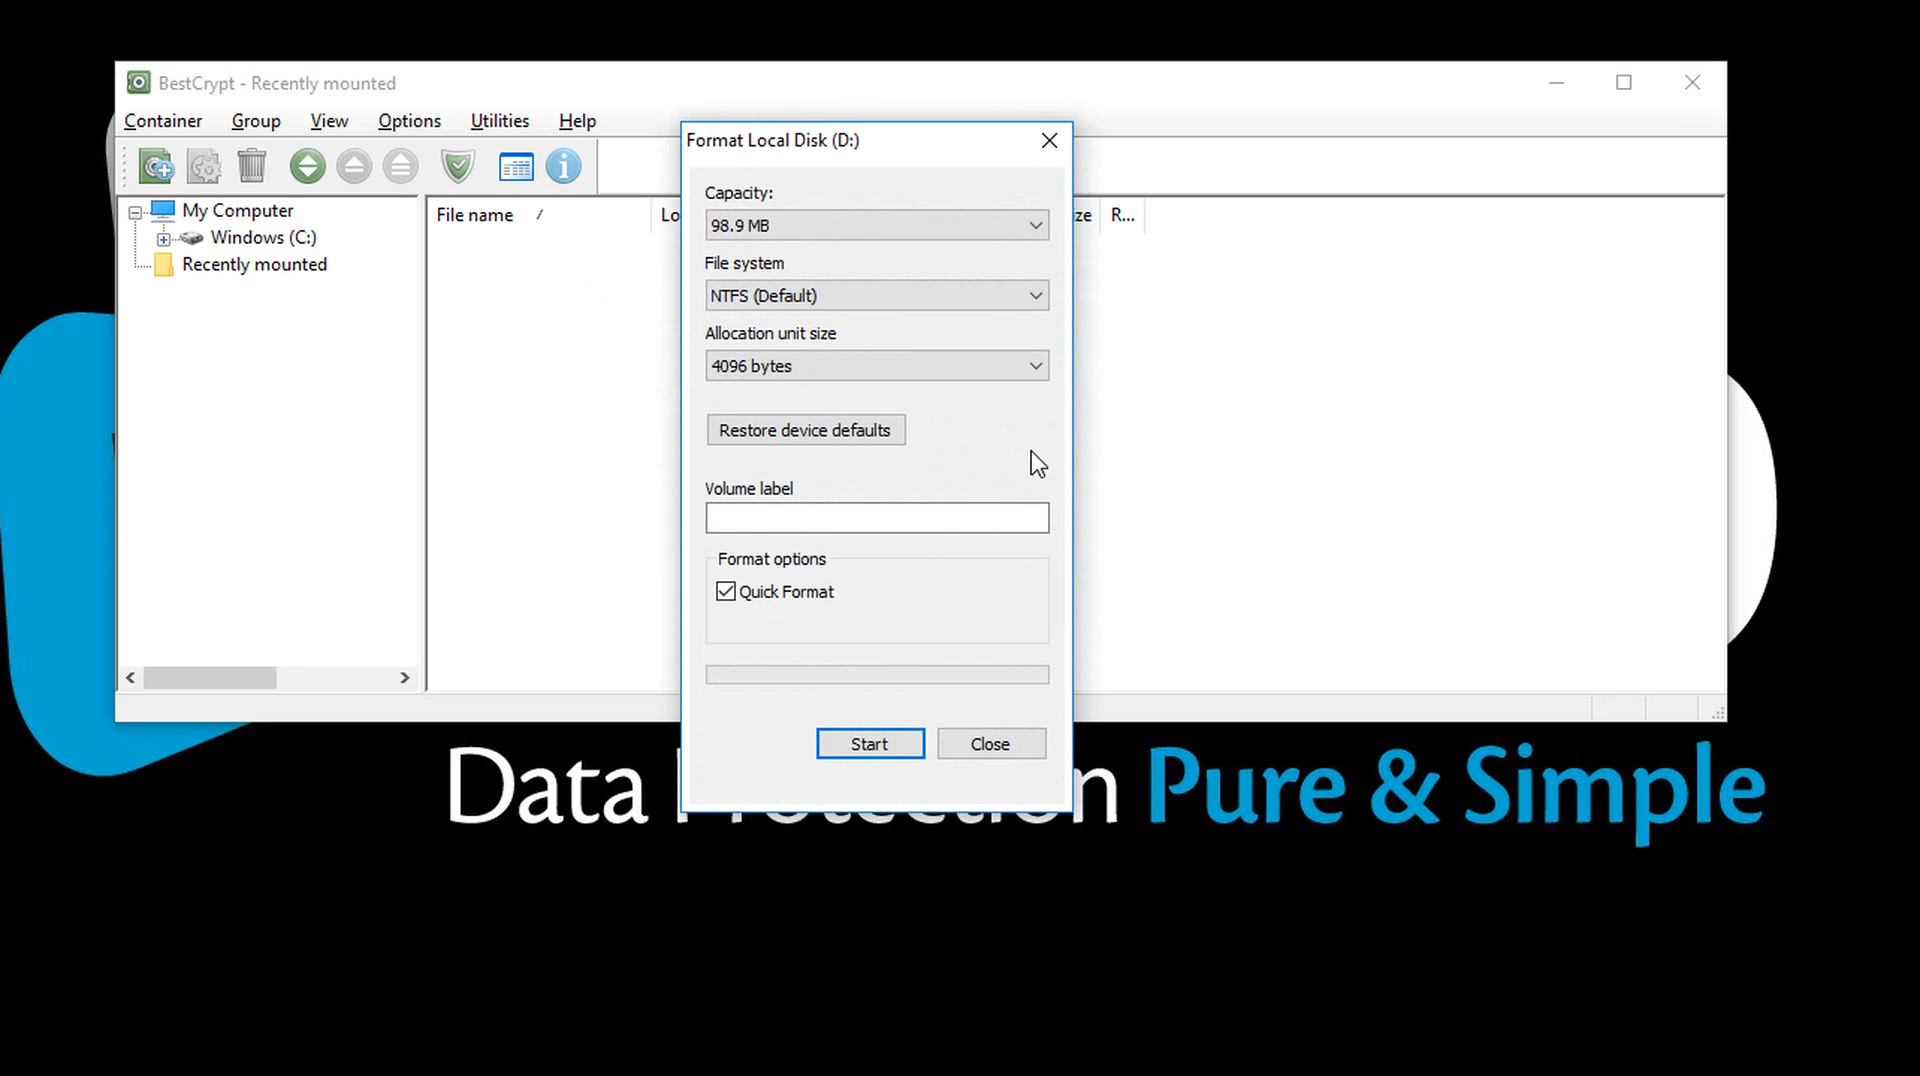 BestCrypt - Recently mounted
Container Group View Options Utilities Help
Format Local Disk (D:)
My Computer
Windows (C:)
Recently mounted
File name
Lo
ze
R...
Capacity:
98.9 MB
File system
NTFS (Default)
Allocation unit size
4096 bytes
Restore device defaults
Volume label
Format options
Quick Format
Start Close
Data Protection Pure & Simple